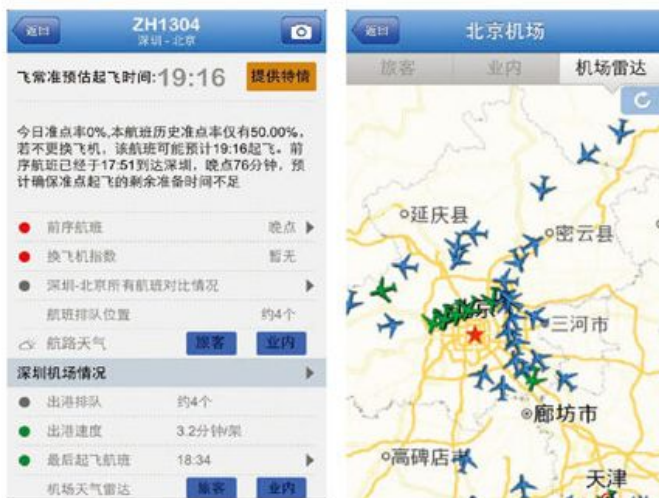 返回
ZH1304
深圳-北京
飞常准预估起飞时间:19:16
提供特情
今日准点率0%,本航班历史准点率仅有50.00%,
若不更换飞机，该航班可能预计19:16起飞。前
序航班已经于17:51到达深圳，晚点76分钟，预
计确保准点起飞的剩余准备时间不足
前序航班 晚点
换飞机指数 暂无
深圳-北京所有航班对比情况
航班排队位置 约4个
航路天气 旅客 业内
深圳机场情况
出港排队 约4个
出港速度 3.2分钟/架
最后起飞航班 18:34
机场天气雷达 旅客 业内
返回
北京机场
旅客 业内 机场雷达
延庆县
密云县
三河市
廊坊市
高碑店市
天津